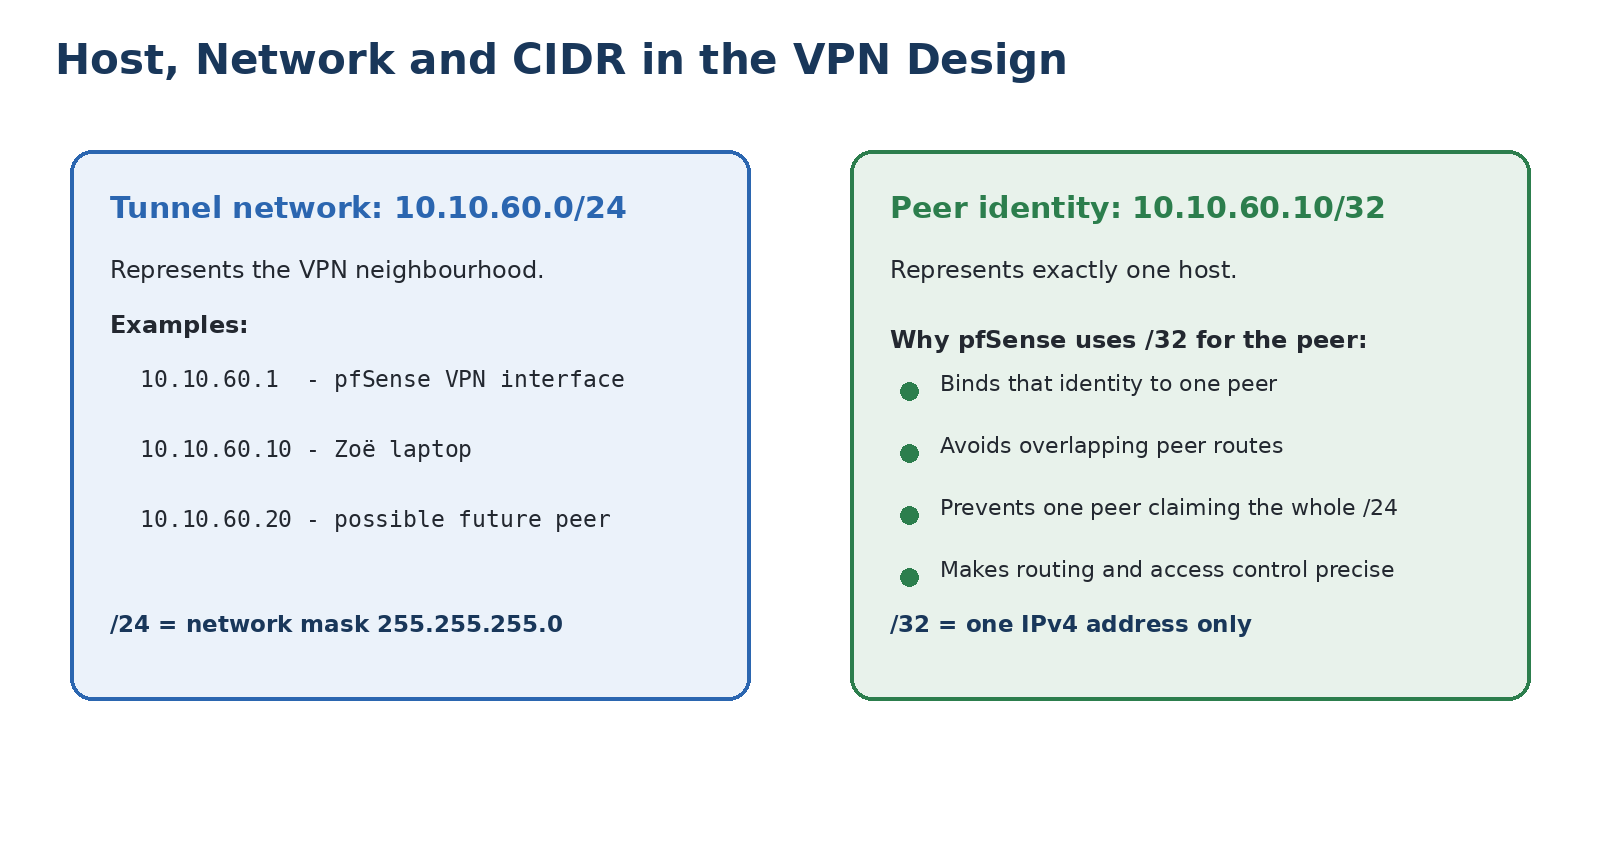 Host, Network and CIDR in the VPN Design
Tunnel network: 10.10.60.0/24
Represents the VPN neighbourhood.
Examples:
10.10.60.1  - pfSense VPN interface
10.10.60.10 - Zoë laptop
10.10.60.20 - possible future peer
/24 = network mask 255.255.255.0
Peer identity: 10.10.60.10/32
Represents exactly one host.
Why pfSense uses /32 for the peer:
Binds that identity to one peer
Avoids overlapping peer routes
Prevents one peer claiming the whole /24
Makes routing and access control precise
/32 = one IPv4 address only